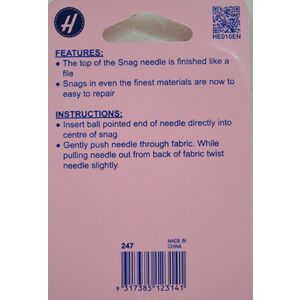 H
HE010EN
FEATURES:
• The top of the Snag needle is finished like a
file
• Snags in even the finest materials are now to
easy to repair
INSTRUCTIONS:
• Insert ball pointed end of needle directly into
centre of snag
• Gently push needle through fabric. While
pulling needle out from back of fabric twist
needle slightly.
247
MADE IN
CHINA
9 317385 123141